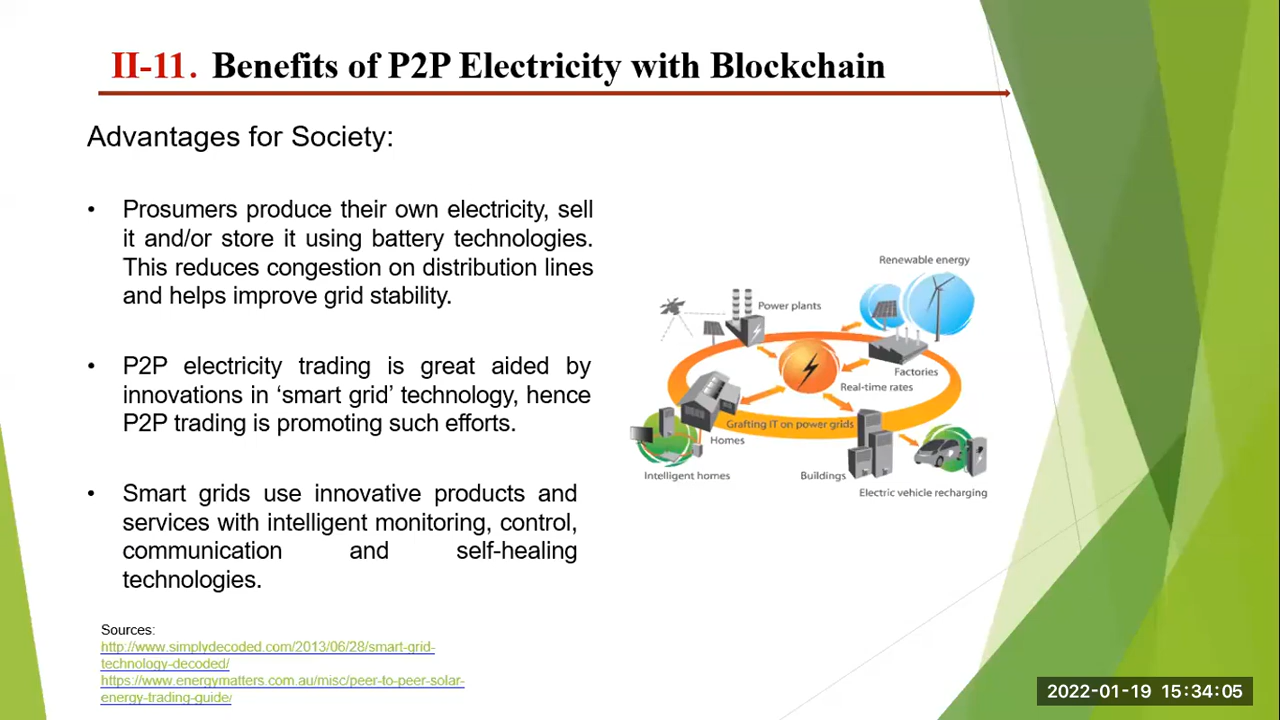 II-11. Benefits of P2P Electricity with Blockchain
Advantages for Society:
• Prosumers produce their own electricity, sell
it and/or store it using battery technologies.
This reduces congestion on distribution lines
and helps improve grid stability.
• P2P electricity trading is great aided by
innovations in ‘smart grid’ technology, hence
P2P trading is promoting such efforts.
• Smart grids use innovative products and
services with intelligent monitoring, control,
communication and self-healing
technologies.
Renewable energy
Power plants
Factories
Real-time rates
Grafting IT on power grids
Homes
Intelligent homes
Buildings
Electric vehicle recharging
Sources:
http://www.simplydecoded.com/2013/06/28/smart-grid-
technology-decoded/
https://www.energymatters.com.au/misc/peer-to-peer-solar-
energy-trading-guide/
2022-01-19 15:34:05